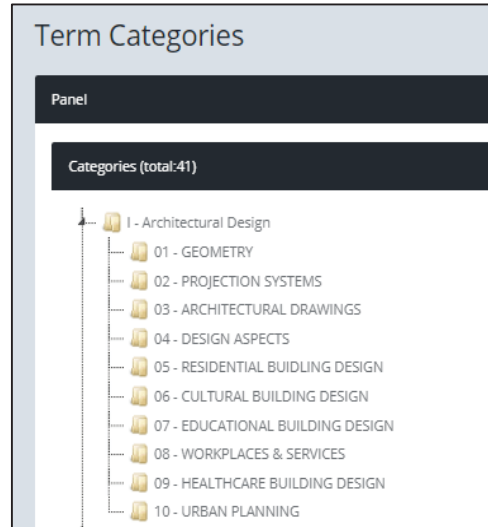 Term Categories
Panel
Categories (total:41)
I - Architectural Design
01 - GEOMETRY
02 - PROJECTION SYSTEMS
03 - ARCHITECTURAL DRAWINGS
04 - DESIGN ASPECTS
05 - RESIDENTIAL BUIDLING DESIGN
06 - CULTURAL BUILDING DESIGN
07 - EDUCATIONAL BUILDING DESIGN
08 - WORKPLACES & SERVICES
09 - HEALTHCARE BUILDING DESIGN
10 - URBAN PLANNING